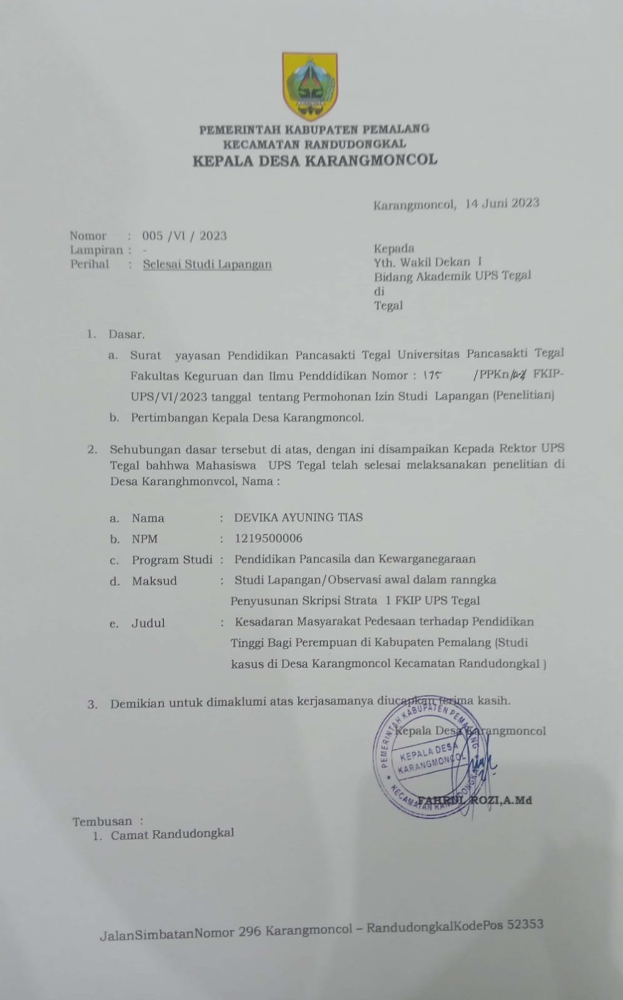 PEMERINTAH KABUPATEN PEMALANG
KECAMATAN RANDUDONGKAL
KEPALA DESA KARANGMONCOL
Karangmoncol, 14 Juni 2023
Nomor : 005 /VI / 2023
Lampiran : -
Perihal : Selesai Studi Lapangan
Kepada
Yth. Wakil Dekan I
Bidang Akademik UPS Tegal
di
Tegal
1. Dasar.
a. Surat yayasan Pendidikan Pancasakti Tegal Universitas Pancasakti Tegal
Fakultas Keguruan dan Ilmu Penddidikan Nomor : 175 /PPKn/ FKIP-
UPS/VI/2023 tanggal tentang Permohonan Izin Studi Lapangan (Penelitian)
b. Pertimbangan Kepala Desa Karangmoncol.
2. Sehubungan dasar tersebut di atas, dengan ini disampaikan Kepada Rektor UPS
Tegal bahhwa Mahasiswa UPS Tegal telah selesai melaksanakan penelitian di
Desa Karanghmonvcol, Nama :
a. Nama : DEVIKA AYUNING TIAS
b. NPM : 1219500006
c. Program Studi : Pendidikan Pancasila dan Kewarganegaraan
d. Maksud : Studi Lapangan/Observasi awal dalam ranngka
Penyusunan Skripsi Strata 1 FKIP UPS Tegal
e. Judul : Kesadaran Masyarakat Pedesaan terhadap Pendidikan
Tinggi Bagi Perempuan di Kabupaten Pemalang (Studi
kasus di Desa Karangmoncol Kecamatan Randudongkal )
3. Demikian untuk dimaklumi atas kerjasamanya diucapkan terima kasih.
Kepala Desa Karangmoncol
PEMERINTAH KABUPATEN PEMALANG
KEPALA DESA
KARANGMONCOL
KECAMATAN RANDUDONGKAL
FAHRUL ROZI,A.Md
Tembusan :
1. Camat Randudongkal
JalanSimbatanNomor 296 Karangmoncol – RandudongkalKodePos 52353